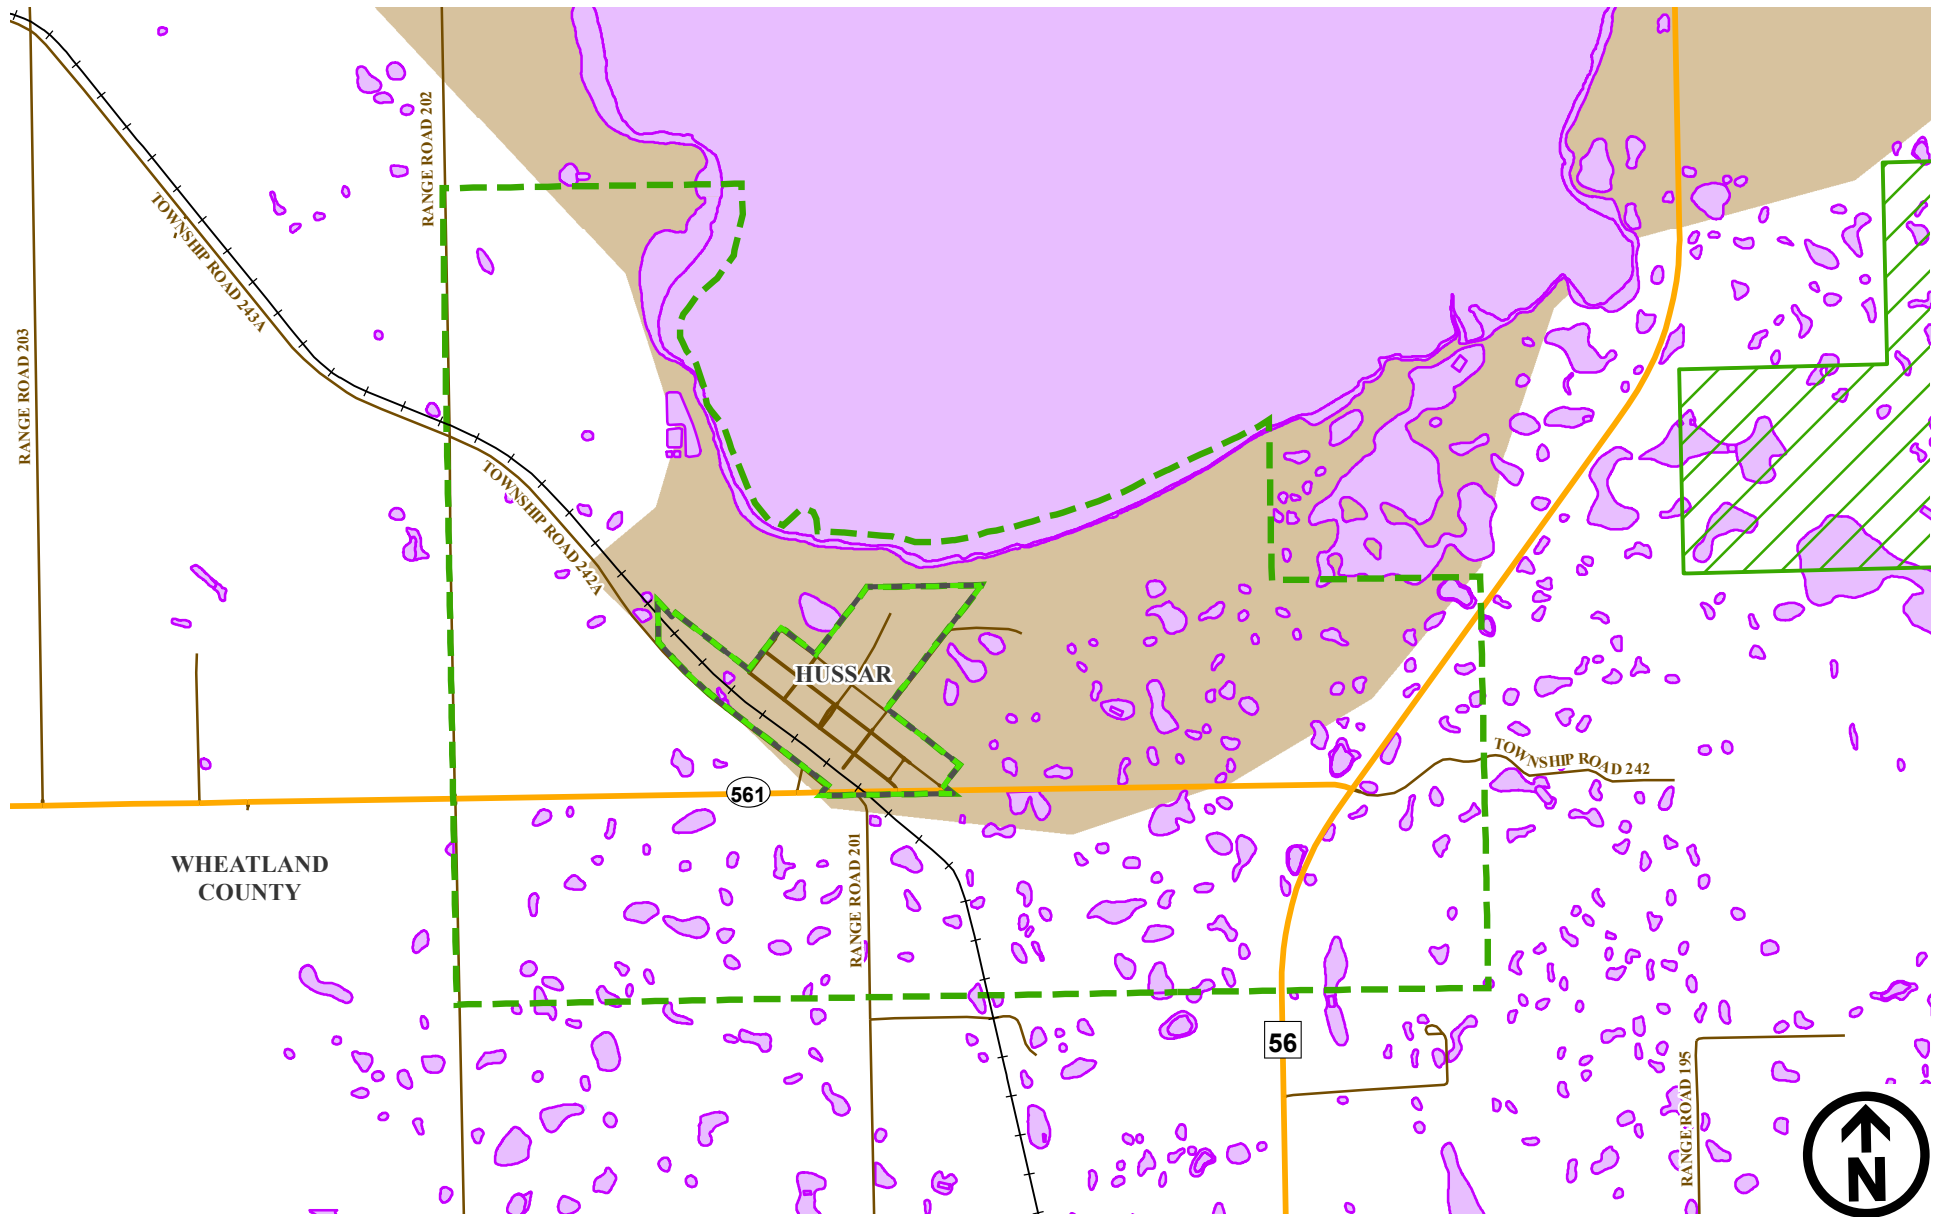 RANGE ROAD 202
TOWNSHIP ROAD 243A
RANGE ROAD 203
TOWNSHIP ROAD 242A
HUSSAR
TOWNSHIP ROAD 242
561
WHEATLAND
COUNTY
RANGE ROAD 201
56
RANGE ROAD 195
N